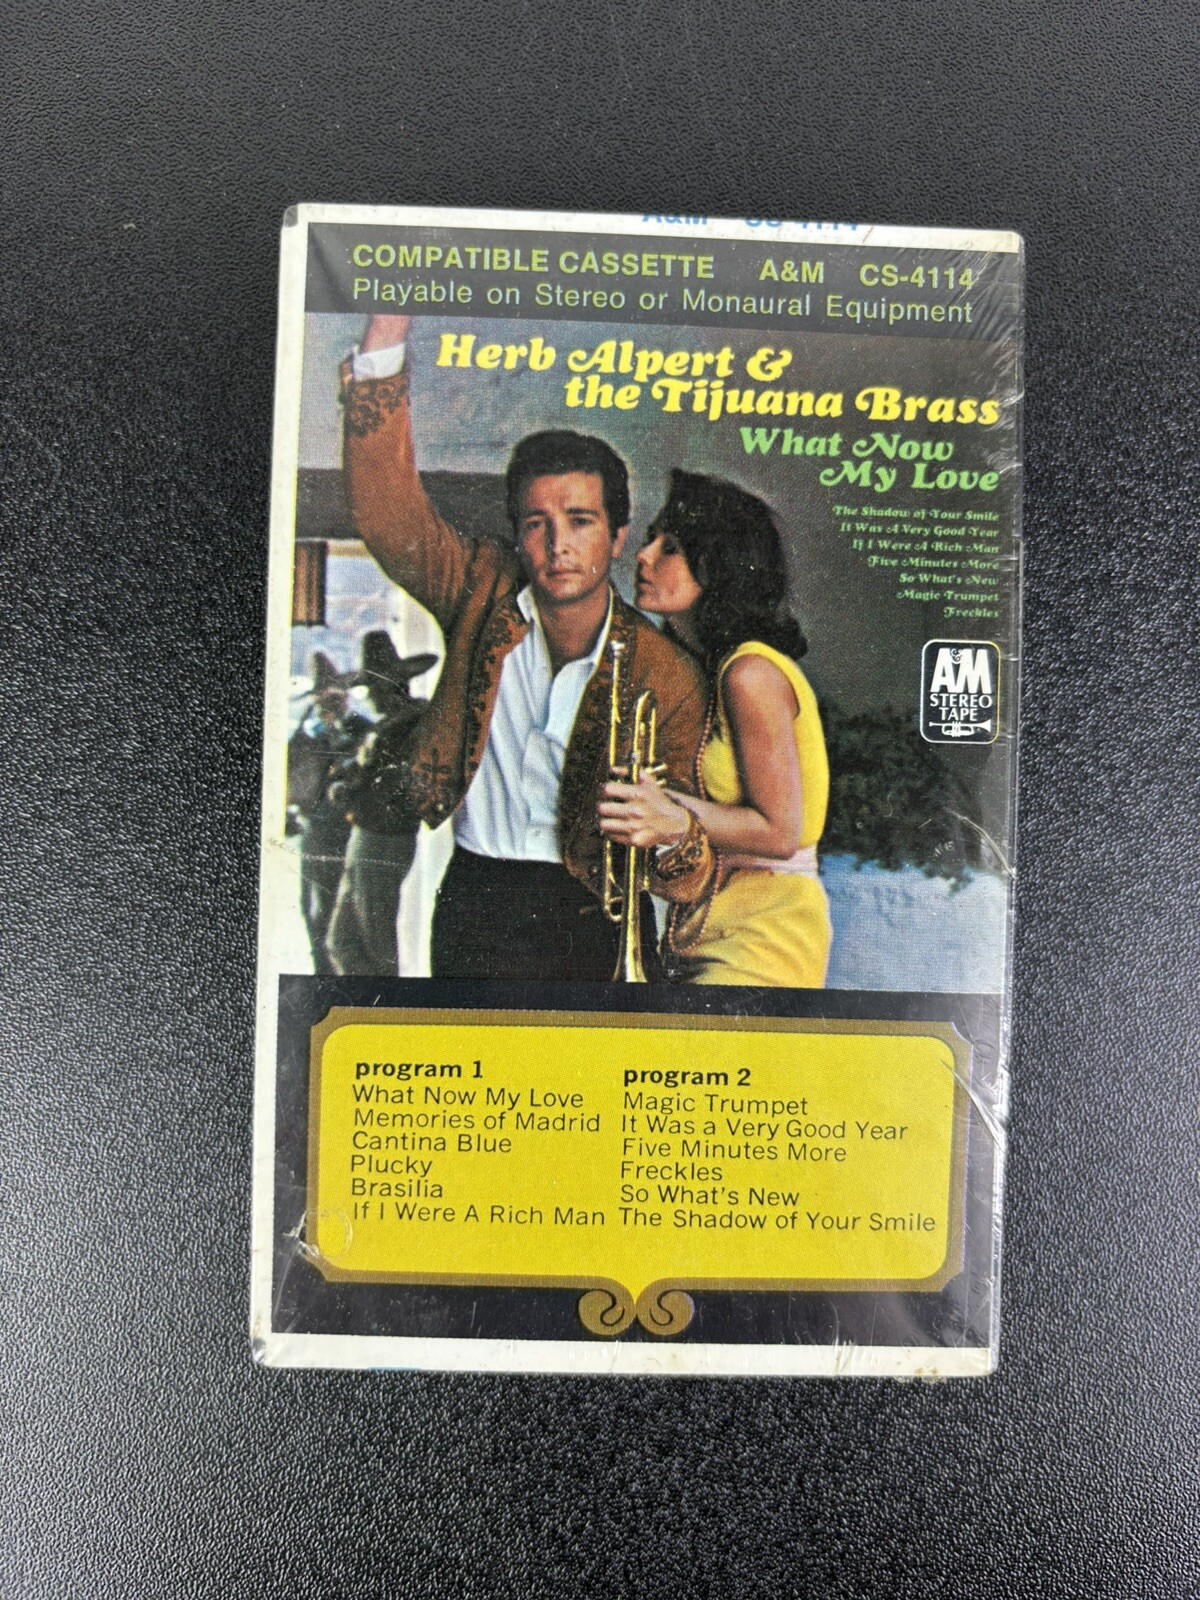 A&M CS-4114
COMPATIBLE CASSETTE A&M CS-4114
Playable on Stereo or Monaural Equipment
Herb Alpert &
the Tijuana Brass
What Now
My Love
The Shadow of Your Smile
It Was A Very Good Year
If I Were A Rich Man
Five Minutes More
So What's New
Magic Trumpet
Freckles
A&M
STEREO
TAPE
program 1
What Now My Love
Memories of Madrid
Cantina Blue
Plucky
Brasilia
If I Were A Rich Man
program 2
Magic Trumpet
It Was a Very Good Year
Five Minutes More
Freckles
So What's New
The Shadow of Your Smile